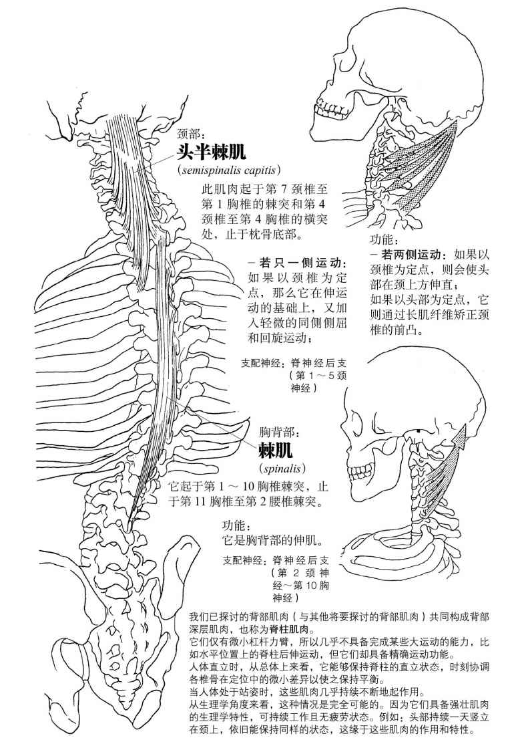 颈部：
头半棘肌
(semispinalis capitis)
此肌肉起于第 7 颈椎至
第 1 胸椎的棘突和第 4
颈椎至第 4 胸椎的横突
处，止于枕骨底部。
－若只一侧运动：
如果以颈椎为定
点，那么它在伸运
动的基础上，又加
入轻微的同侧侧屈
和回旋运动；
功能：
－若两侧运动：如果以
颈椎为定点，则会使头
部在颈上方伸直；
如果以头部为定点，它
则通过长肌纤维矫正颈
椎的前凸。
支配神经：脊神经后支
（第 1～5 颈
神经）
胸背部：
棘肌
(spinalis)
它起于第 1 ～ 10 胸椎棘突，止
于第 11 胸椎至第 2 腰椎棘突。
功能：
它是胸背部的伸肌。
支配神经：脊神经后支
（第 2 颈神
经～第 10 胸
神经）
我们已探讨的背部肌肉（与其他将要探讨的背部肌肉）共同构成背部
深层肌肉，也称为脊柱肌肉。
它们仅有微小杠杆力臂，所以几乎不具备完成某些大运动的能力，比
如水平位置上的脊柱后伸运动，但它们却具备精确运动功能。
人体直立时，从总体上来看，它能够保持脊柱的直立状态，时刻协调
各椎骨在定位中的微小差异以使之保持平衡。
当人体处于站姿时，这些肌肉几乎持续不断地起作用。
从生理学角度来看，这种情况是完全可能的。因为它们具备强壮肌肉
的生理学特性，可持续工作且无疲劳状态。例如：头部持续一天竖立
在颈上，依旧能保持同样的状态，这缘于这些肌肉的作用和特性。